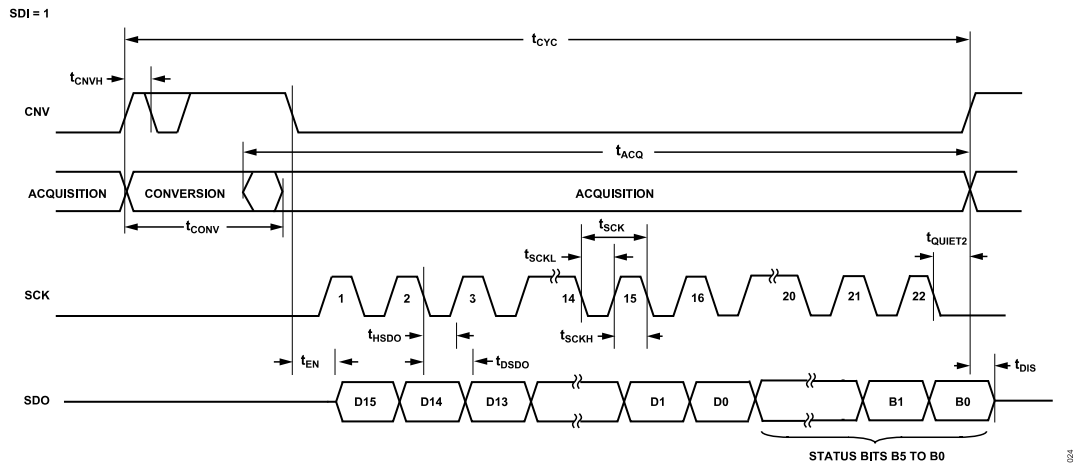 SDI = 1
tCYC
tCNVH
CNV
tACQ
ACQUISITION
CONVERSION
ACQUISITION
tCONV
tSCK
tSCKL
tQUIET2
SCK
1
2
3
14
15
16
20
21
22
tHSDO
tSCKH
tEN
tDSDO
tDIS
SDO
D15
D14
D13
D1
D0
B1
B0
STATUS BITS B5 TO B0
024